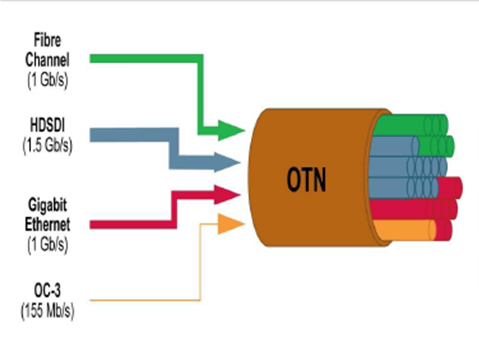 Fibre
Channel
(1 Gb/s)
HDSDI
(1.5 Gb/s)
Gigabit
Ethernet
(1 Gb/s)
OC-3
(155 Mb/s)
OTN